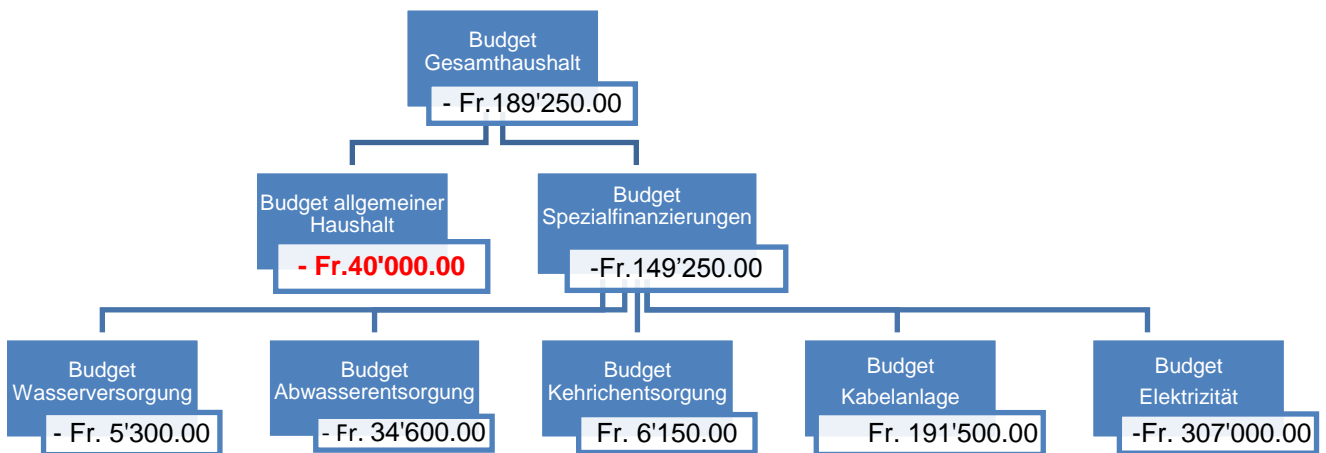 Budget
Gesamthaushalt
- Fr.189'250.00
Budget allgemeiner
Haushalt
- Fr.40'000.00
Budget
Spezialfinanzierungen
-Fr.149’250.00
Budget
Wasserversorgung
- Fr. 5'300.00
Budget
Abwasserentsorgung
- Fr. 34'600.00
Budget
Kehrichentsorgung
Fr. 6'150.00
Budget
Kabelanlage
Fr. 191'500.00
Budget
Elektrizität
-Fr. 307'000.00